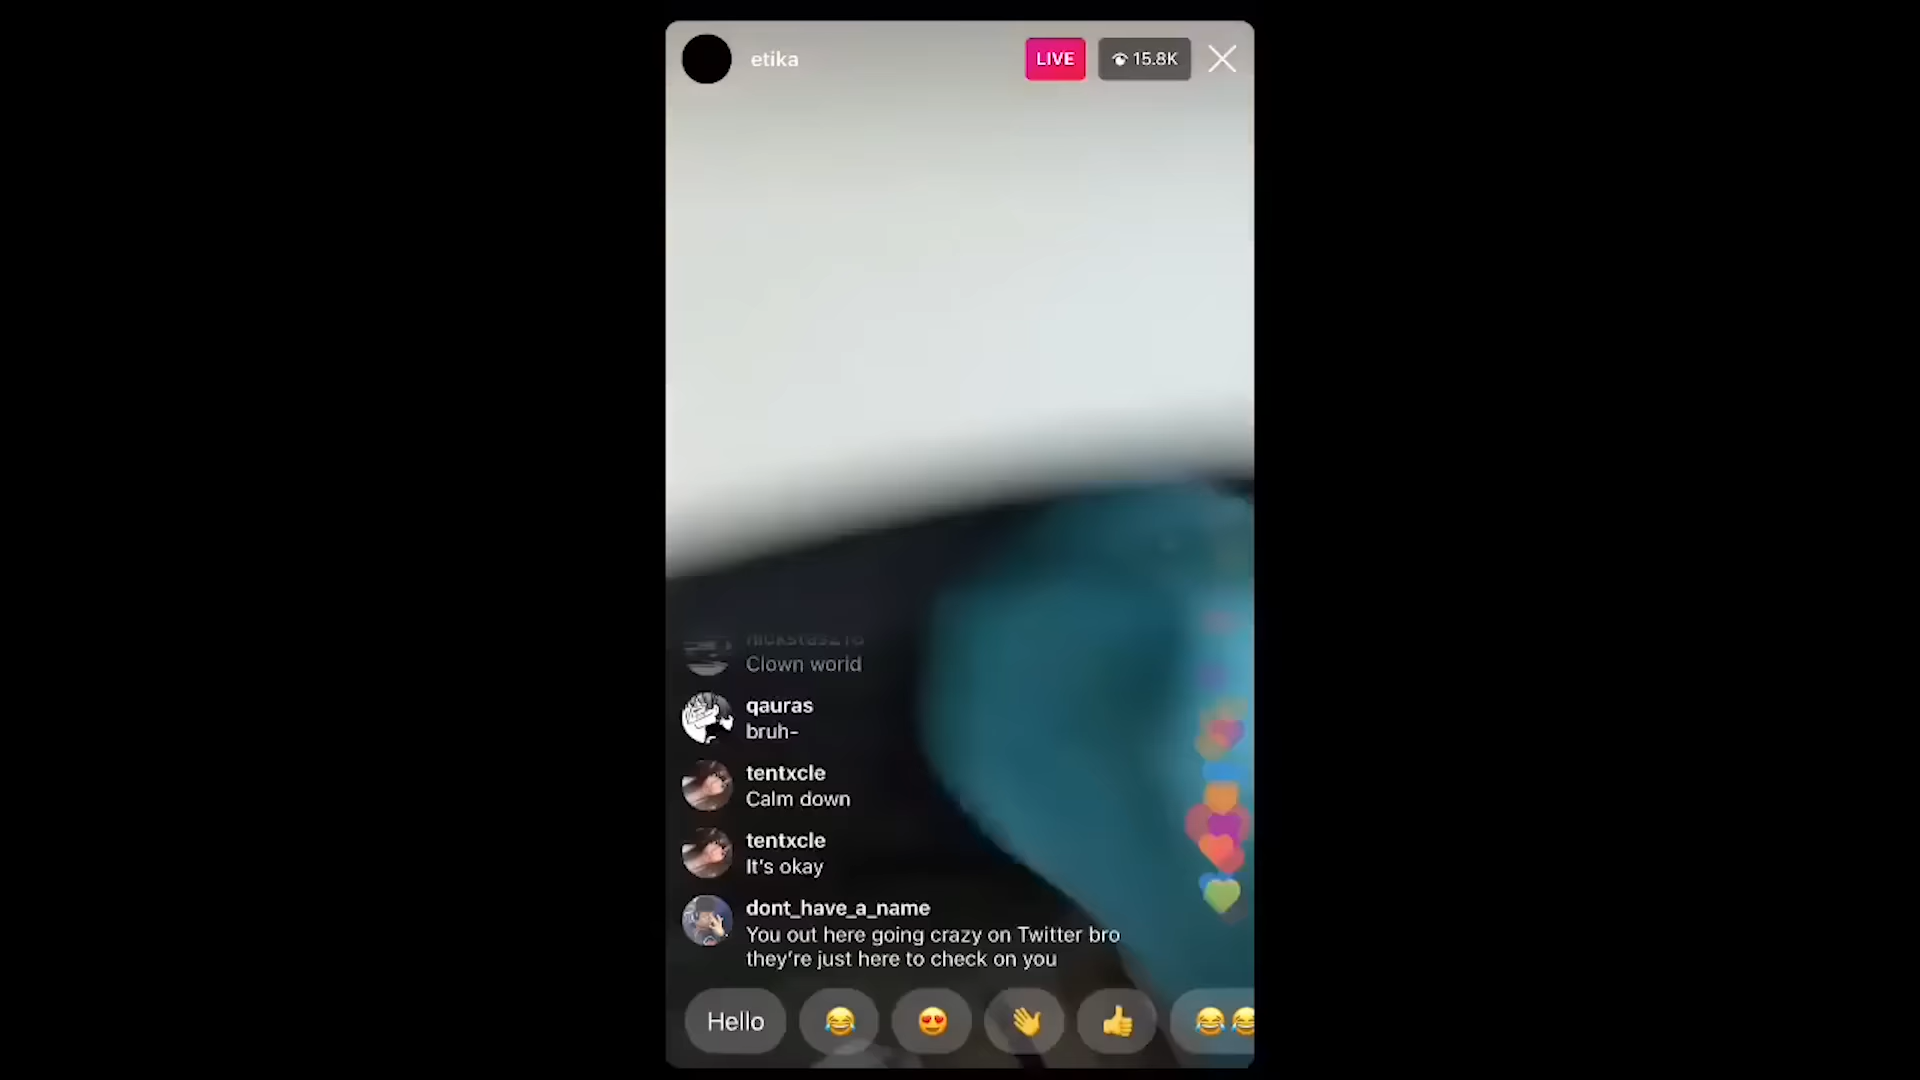 etika
LIVE
15.8K
Clown world
qauras
bruh-
tentxcle
Calm down
tentxcle
It's okay
dont_have_a_name
You out here going crazy on Twitter bro
they're just here to check on you
Hello